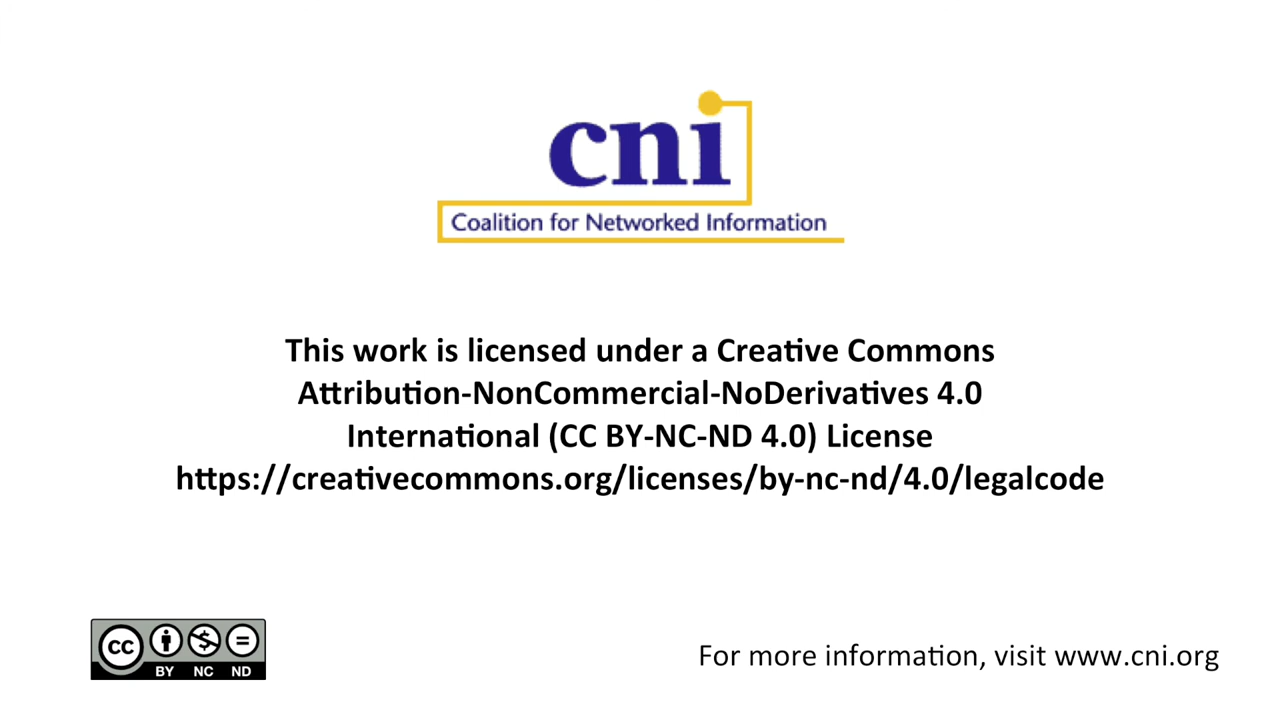 cni
Coalition for Networked Information
This work is licensed under a Creative Commons
Attribution-NonCommercial-NoDerivatives 4.0
International (CC BY-NC-ND 4.0) License
https://creativecommons.org/licenses/by-nc-nd/4.0/legalcode
cc
BY NC ND
For more information, visit www.cni.org